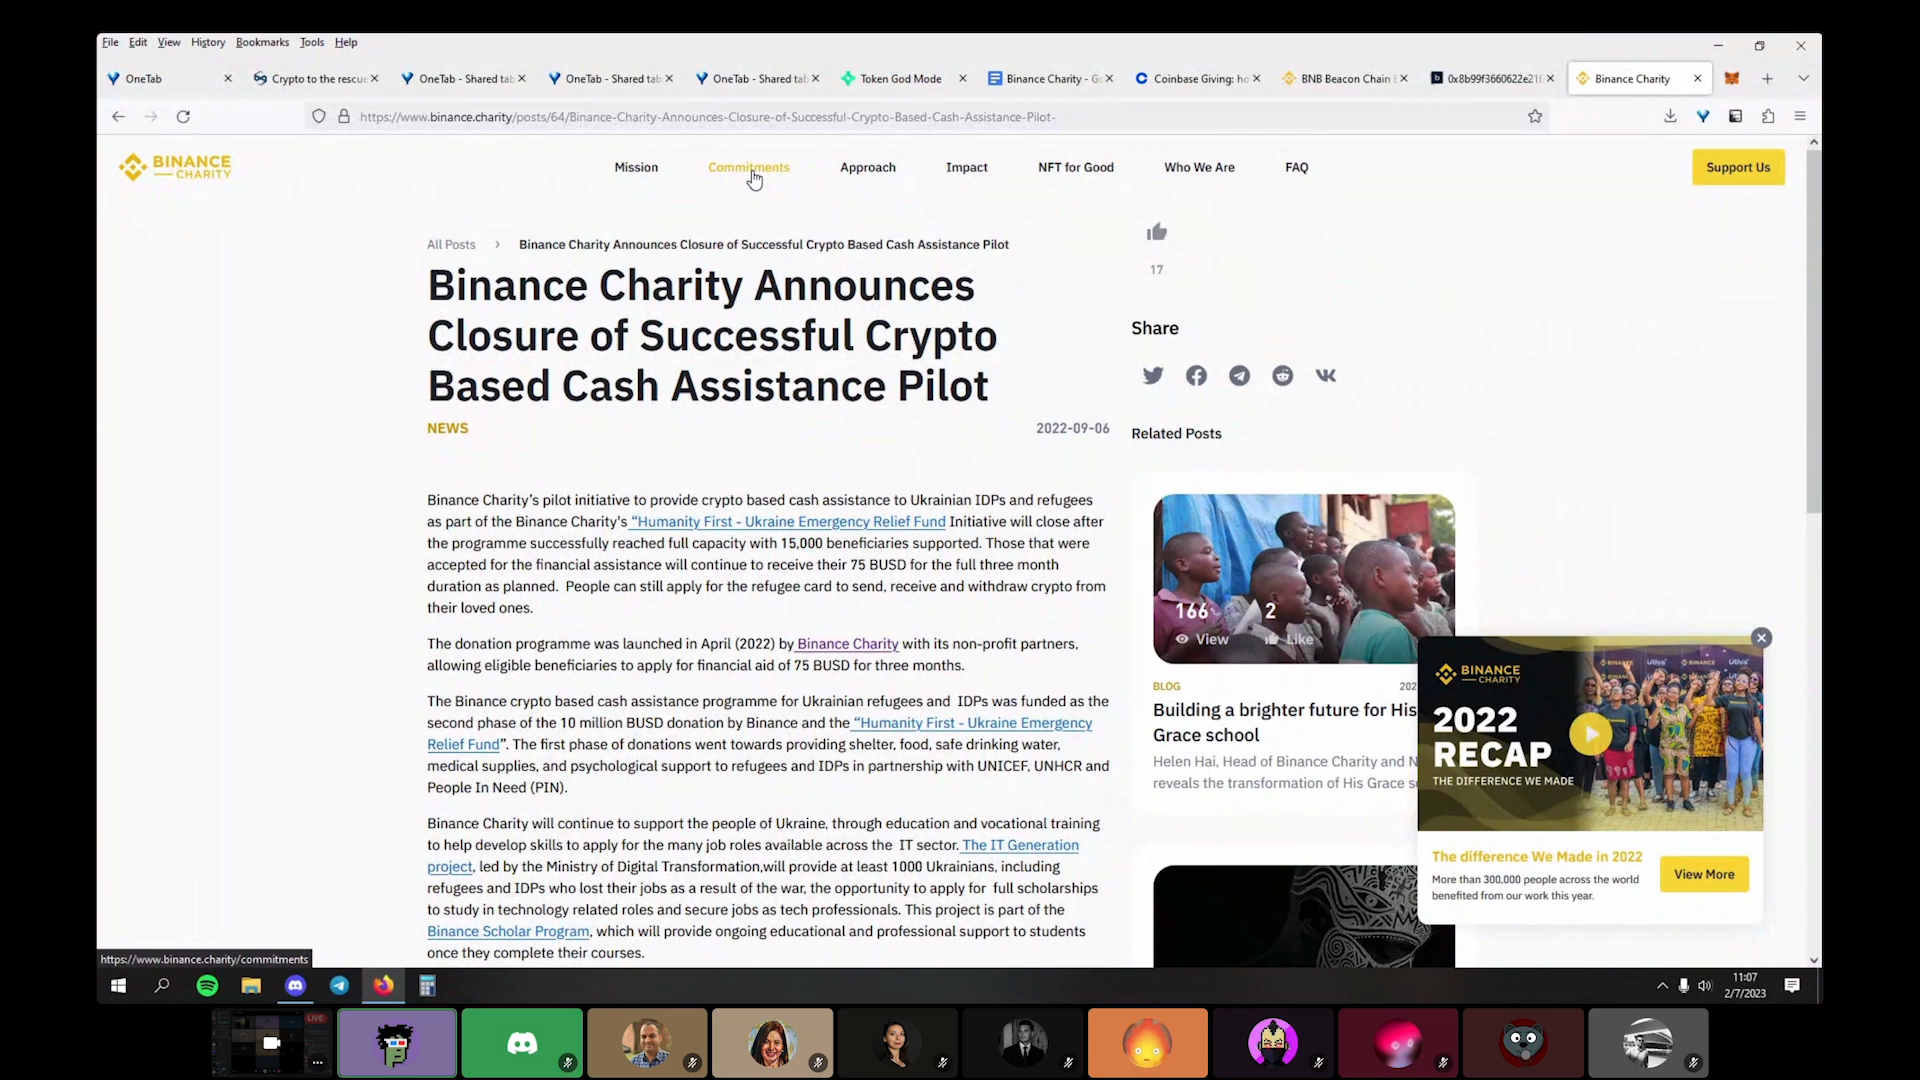 File Edit View History Bookmarks Tools Help
OneTab
Crypto to the rescue
OneTab - Shared tab
OneTab - Shared tab
OneTab - Shared tab
Token God Mode
Binance Charity - Go
Coinbase Giving: ho
BNB Beacon Chain E
0x8b99f3660622e21f
Binance Charity
https://www.binance.charity/posts/64/Binance-Charity-Announces-Closure-of-Successful-Crypto-Based-Cash-Assistance-Pilot-
BINANCE
CHARITY
Mission
Commitments
Approach
Impact
NFT for Good
Who We Are
FAQ
Support Us
All Posts > Binance Charity Announces Closure of Successful Crypto Based Cash Assistance Pilot
Binance Charity Announces
Closure of Successful Crypto
Based Cash Assistance Pilot
NEWS
2022-09-06
Binance Charity's pilot initiative to provide crypto based cash assistance to Ukrainian IDPs and refugees
as part of the Binance Charity's "Humanity First - Ukraine Emergency Relief Fund Initiative will close after
the programme successfully reached full capacity with 15,000 beneficiaries supported. Those that were
accepted for the financial assistance will continue to receive their 75 BUSD for the full three month
duration as planned. People can still apply for the refugee card to send, receive and withdraw crypto from
their loved ones.
The donation programme was launched in April (2022) by Binance Charity with its non-profit partners,
allowing eligible beneficiaries to apply for financial aid of 75 BUSD for three months.
The Binance crypto based cash assistance programme for Ukrainian refugees and IDPs was funded as the
second phase of the 10 million BUSD donation by Binance and the "Humanity First - Ukraine Emergency
Relief Fund". The first phase of donations went towards providing shelter, food, safe drinking water,
medical supplies, and psychological support to refugees and IDPs in partnership with UNICEF, UNHCR and
People In Need (PIN).
Binance Charity will continue to support the people of Ukraine, through education and vocational training
to help develop skills to apply for the many job roles available across the IT sector. The IT Generation
project, led by the Ministry of Digital Transformation,will provide at least 1000 Ukrainians, including
refugees and IDPs who lost their jobs as a result of the war, the opportunity to apply for full scholarships
to study in technology related roles and secure jobs as tech professionals. This project is part of the
Binance Scholar Program, which will provide ongoing educational and professional support to students
once they complete their courses.
17
Share
Related Posts
166 2
View Like
BLOG
202
Building a brighter future for His
Grace school
Helen Hai, Head of Binance Charity and N
reveals the transformation of His Grace s
BINANCE
CHARITY
2022
RECAP
THE DIFFERENCE WE MADE
BINANCE
Utiva
BINANCE
Utiva
The difference We Made in 2022
More than 300,000 people across the world
benefited from our work this year.
View More
https://www.binance.charity/commitments
11:07
2/7/2023
LIVE